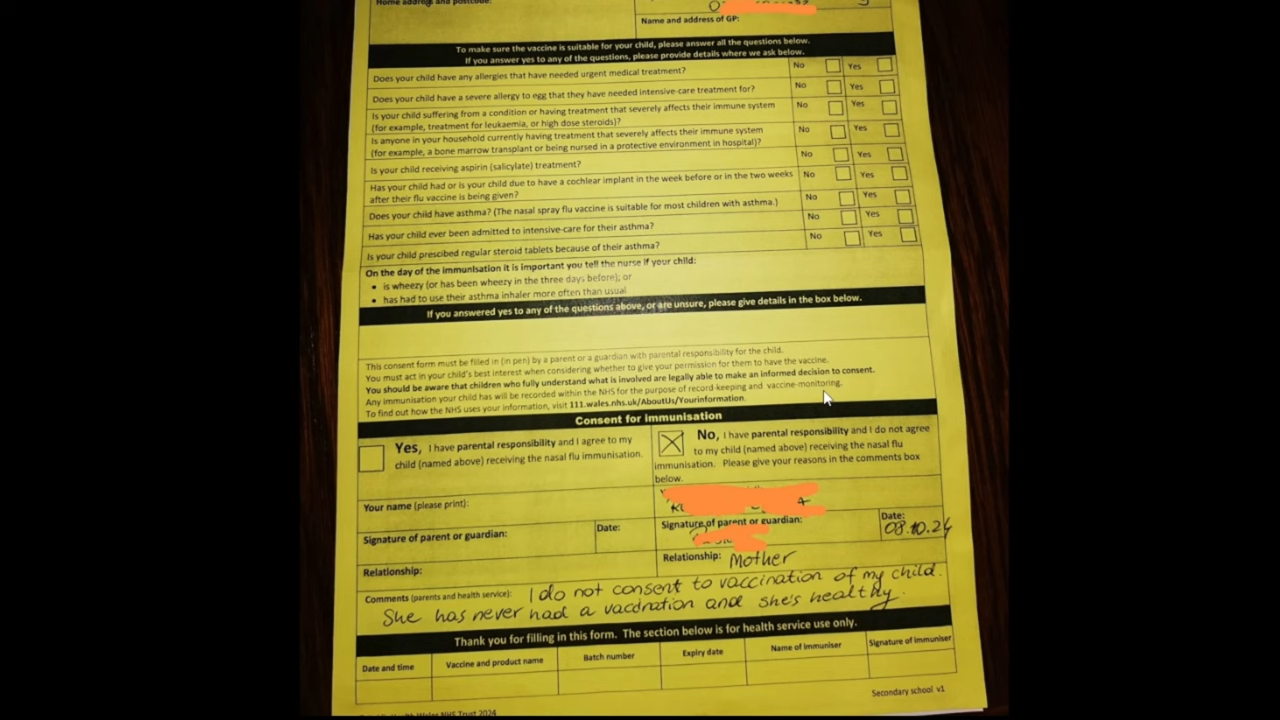 Home address and postcode:
Name and address of GP:
To make sure the vaccine is suitable for your child, please answer all the questions below.
If you answer yes to any of the questions, please provide details where we ask below.
Does your child have any allergies that have needed urgent medical treatment? No Yes
Does your child have a severe allergy to egg that they have needed intensive-care treatment for? No Yes
Is your child suffering from a condition or having treatment that severely affects their immune system No Yes
(for example, treatment for leukaemia, or high dose steroids)?
Is anyone in your household currently having treatment that severely affects their immune system No Yes
(for example, a bone marrow transplant or being nursed in a protective environment in hospital)?
Is your child receiving aspirin (salicylate) treatment? No Yes
Has your child had or is your child due to have a cochlear implant in the week before or in the two weeks No Yes
after their flu vaccine is being given?
Does your child have asthma? (The nasal spray flu vaccine is suitable for most children with asthma.) No Yes
Has your child ever been admitted to intensive-care for their asthma? No Yes
Is your child prescibed regular steroid tablets because of their asthma? No Yes
On the day of the immunisation it is important you tell the nurse if your child:
• is wheezy (or has been wheezy in the three days before); or
• has had to use their asthma inhaler more often than usual
If you answered yes to any of the questions above, or are unsure, please give details in the box below.
This consent form must be filled in (in pen) by a parent or a guardian with parental responsibility for the child.
You must act in your child's best interest when considering whether to give your permission for them to have the vaccine.
You should be aware that children who fully understand what is involved are legally able to make an informed decision to consent.
Any immunisation your child has will be recorded within the NHS for the purpose of record-keeping and vaccine-monitoring.
To find out how the NHS uses your information, visit 111.wales.nhs.uk/AboutUs/Yourinformation.
Consent for immunisation
Yes, I have parental responsibility and I agree to my
child (named above) receiving the nasal flu immunisation.
No, I have parental responsibility and I do not agree
to my child (named above) receiving the nasal flu
immunisation. Please give your reasons in the comments box
below.
Your name (please print):
Signature of parent or guardian: Date:
Signature of parent or guardian: Date:
08.10.24
Relationship:
Relationship: Mother
Comments (parents and health service): I do not consent to vaccination of my child.
She has never had a vacdnation and she's healthy.
Thank you for filling in this form. The section below is for health service use only.
Date and time Vaccine and product name Batch number Expiry date Name of immuniser Signature of immuniser
Secondary school v1
Health Wales NHS Trust 2024